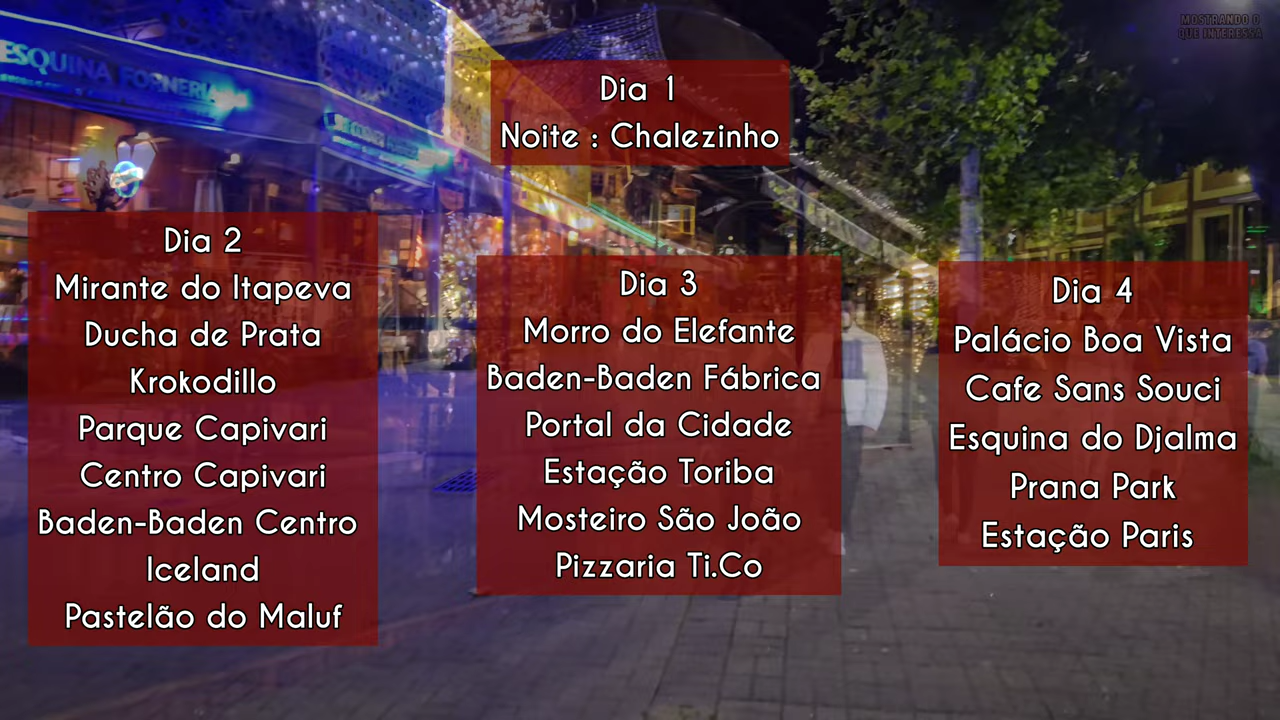 MOSTRANDO O
QUE INTERESSA
ESQUINA FORNERIA
Dia 1
Noite : Chalezinho
Dia 2
Mirante do Itapeva
Ducha de Prata
Krokodillo
Parque Capivari
Centro Capivari
Baden-Baden Centro
Iceland
Pastelão do Maluf
Dia 3
Morro do Elefante
Baden-Baden Fábrica
Portal da Cidade
Estação Toriba
Mosteiro São João
Pizzaria Ti.Co
Dia 4
Palácio Boa Vista
Cafe Sans Souci
Esquina do Djalma
Prana Park
Estação Paris